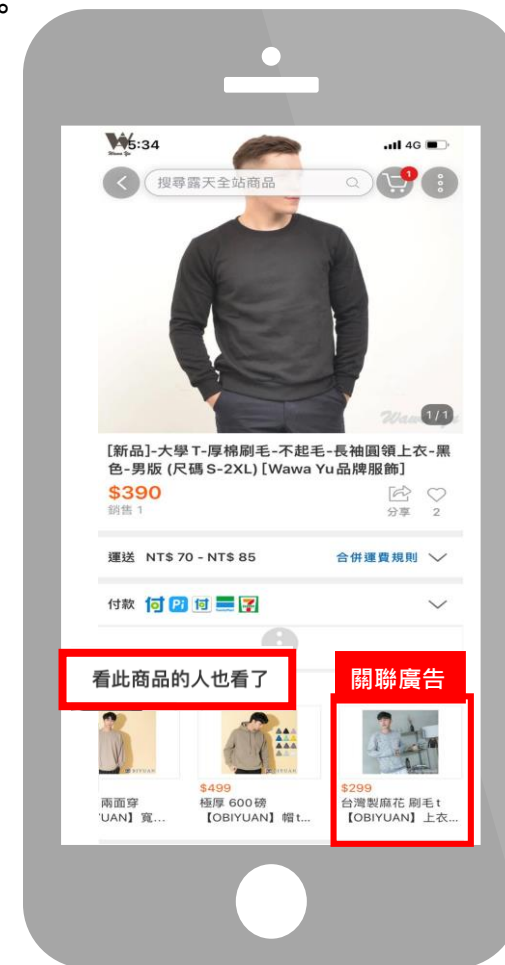 。
5:34
4G
搜尋露天全站商品
1
1/1
[新品]-大學T-厚棉刷毛-不起毛-長袖圓領上衣-黑
色-男版 (尺碼S-2XL) [Wawa Yu品牌服飾]
$390
銷售 1
分享
2
運送 NT$ 70 - NT$ 85
合併運費規則
付款
Pi
看此商品的人也看了
關聯廣告
兩面穿
'UAN】寬...
$499
極厚 600磅
【OBIYUAN】帽t...
$299
台灣製麻花 刷毛t
【OBIYUAN】上衣...